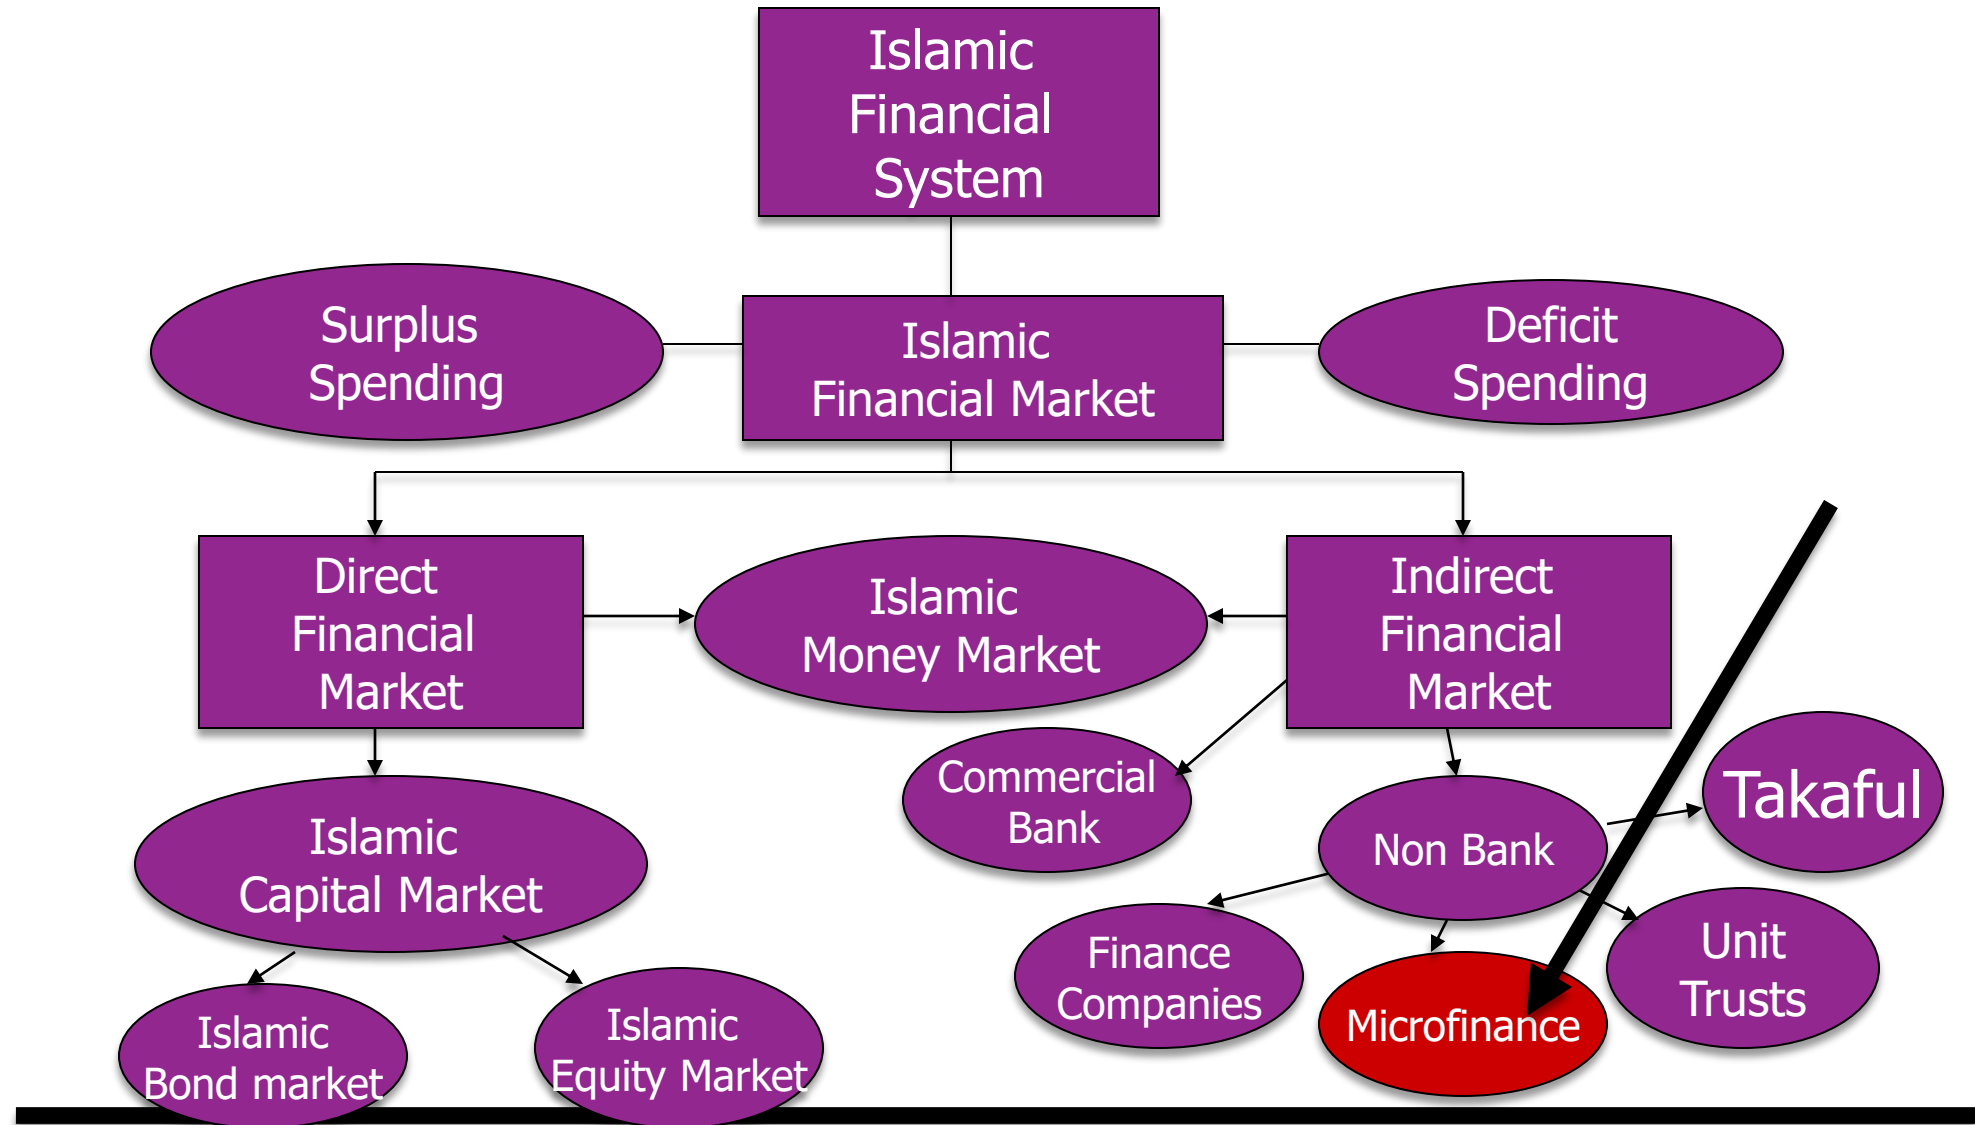 Islamic
Financial
System
Surplus
Spending
Islamic
Financial Market
Deficit
Spending
Direct
Financial
Market
Islamic
Money Market
Indirect
Financial
Market
Commercial
Bank
Non Bank
Takaful
Islamic
Capital Market
Finance
Companies
Microfinance
Unit
Trusts
Islamic
Bond market
Islamic
Equity Market